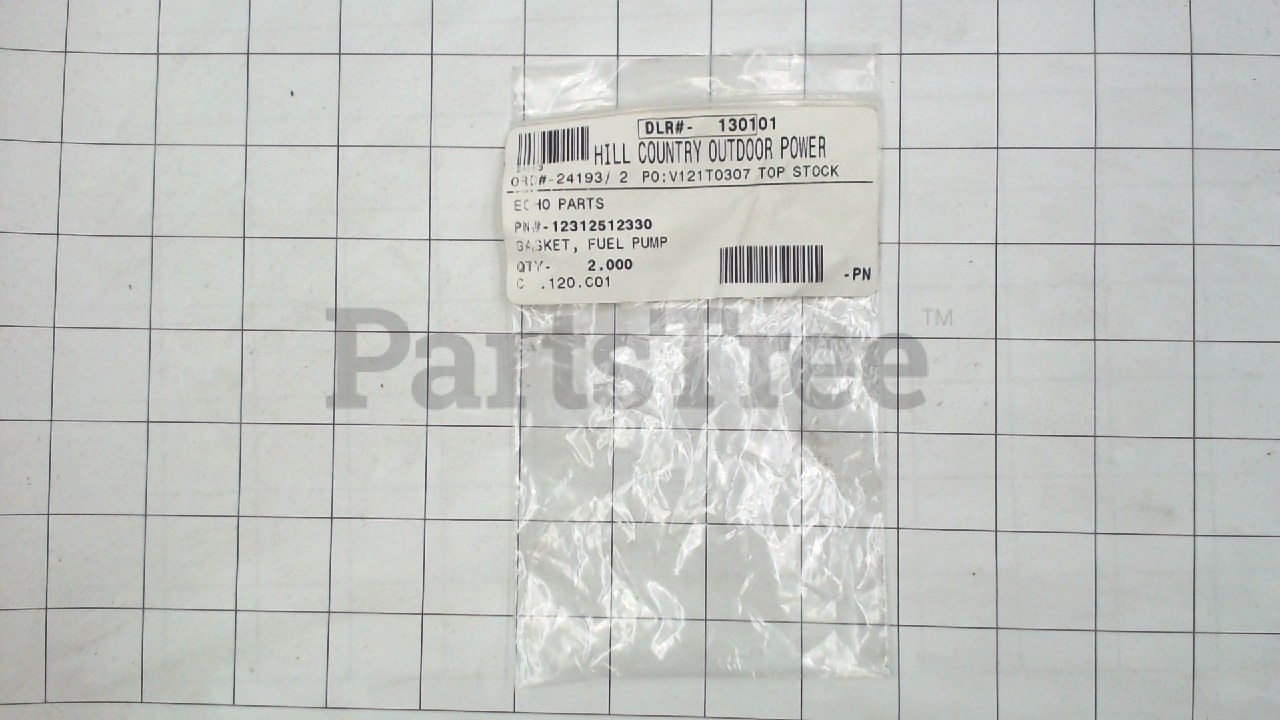 DLR#- 130101
HILL COUNTRY OUTDOOR POWER
ORD#-24193/ 2 PO:V121T0307 TOP STOCK
ECHO PARTS
PN#-12312512330
GASKET, FUEL PUMP
QTY- 2.000
C .120.C01
-PN
PartsTree™